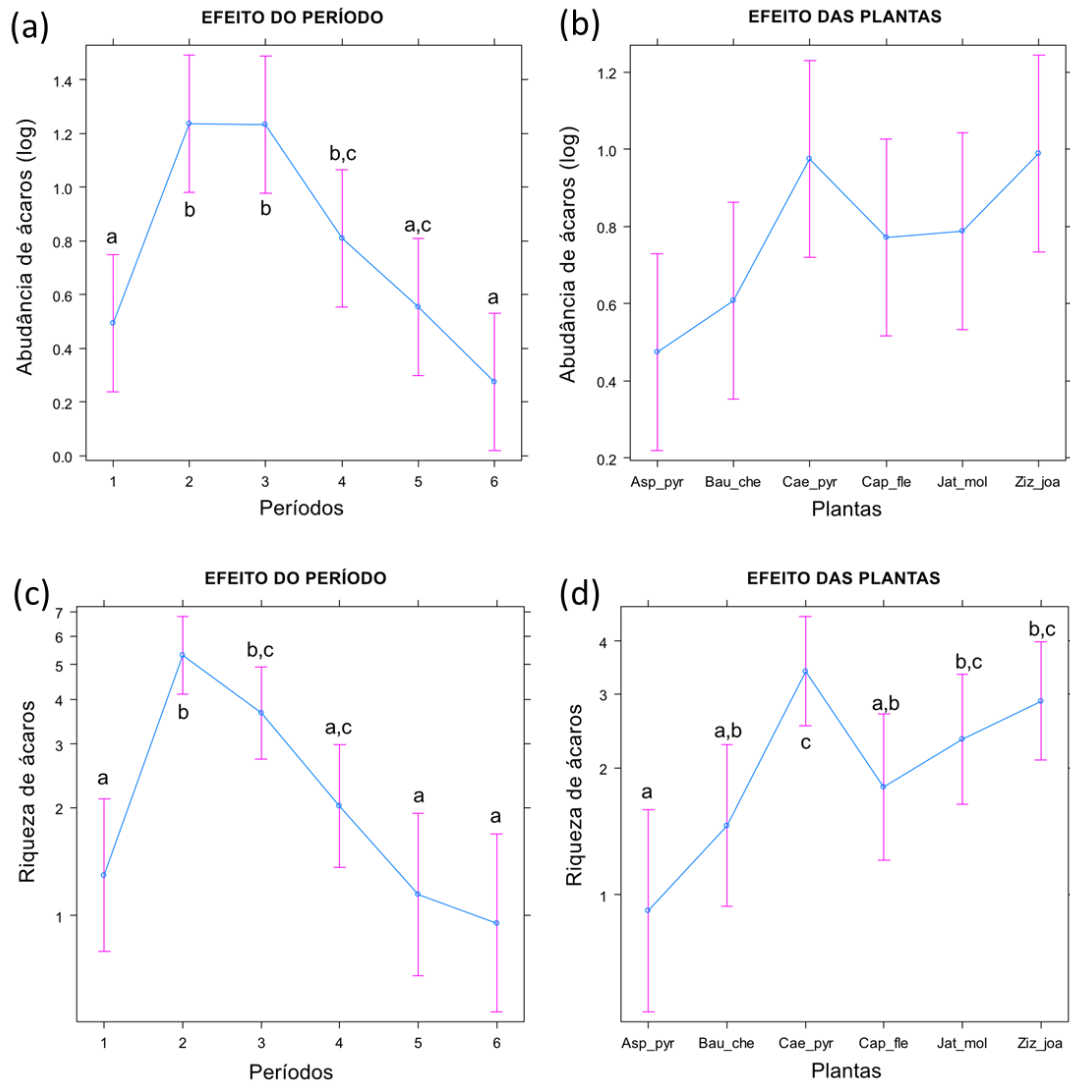 (a)
EFEITO DO PERÍODO
Abudância de ácaros (log)
1.4
1.2
1.0
0.8
0.6
0.4
0.2
0.0
a
b
b
b,c
a,c
a
1 2 3 4 5 6
Períodos
(b)
EFEITO DAS PLANTAS
Abudância de ácaros (log)
1.2
1.0
0.8
0.6
0.4
0.2
Asp_pyr Bau_che Cae_pyr Cap_fle Jat_mol Ziz_joa
Plantas
(c)
EFEITO DO PERÍODO
Riqueza de ácaros
7
6
5
4
3
2
1
a
b
b,c
a,c
a
a
1 2 3 4 5 6
Períodos
(d)
EFEITO DAS PLANTAS
Riqueza de ácaros
4
3
2
1
a
a,b
c
a,b
b,c
b,c
Asp_pyr Bau_che Cae_pyr Cap_fle Jat_mol Ziz_joa
Plantas